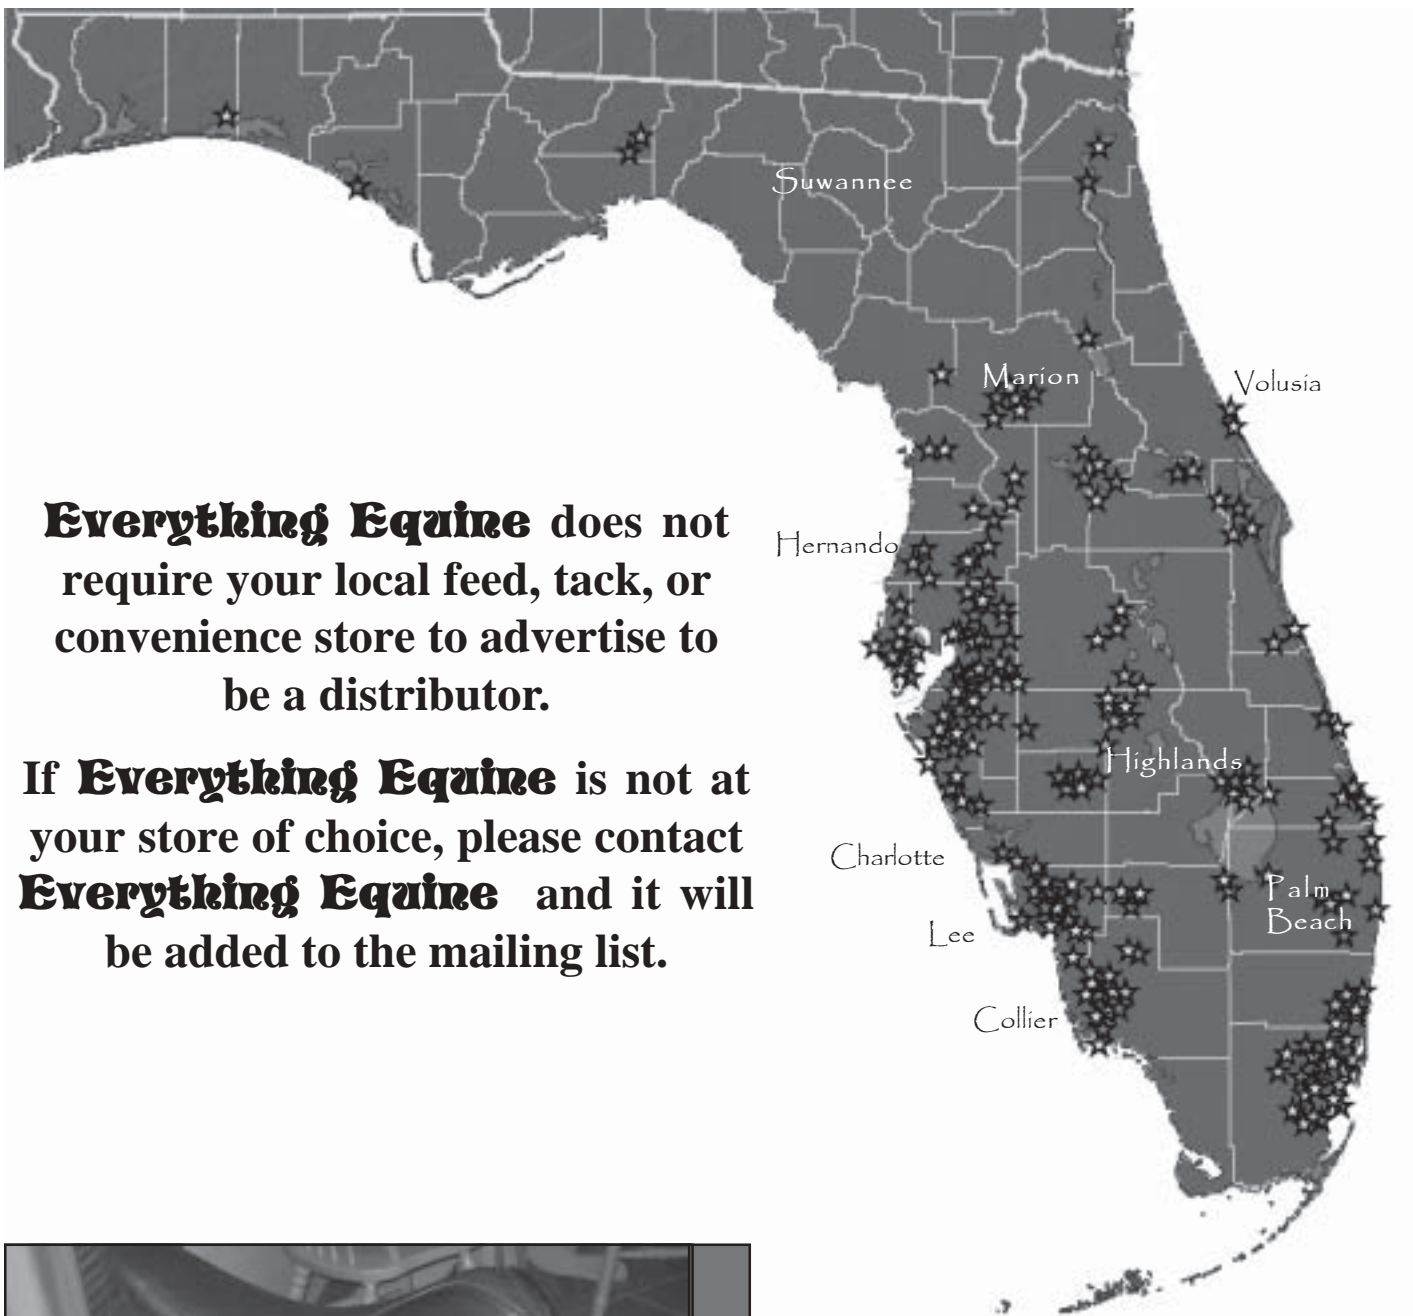 Everything Equine does not
require your local feed, tack, or
convenience store to advertise to
be a distributor.
If Everything Equine is not at
your store of choice, please contact
Everything Equine and it will
be added to the mailing list.
Suwannee
Marion
Volusia
Hernando
Highlands
Charlotte
Palm
Beach
Lee
Collier